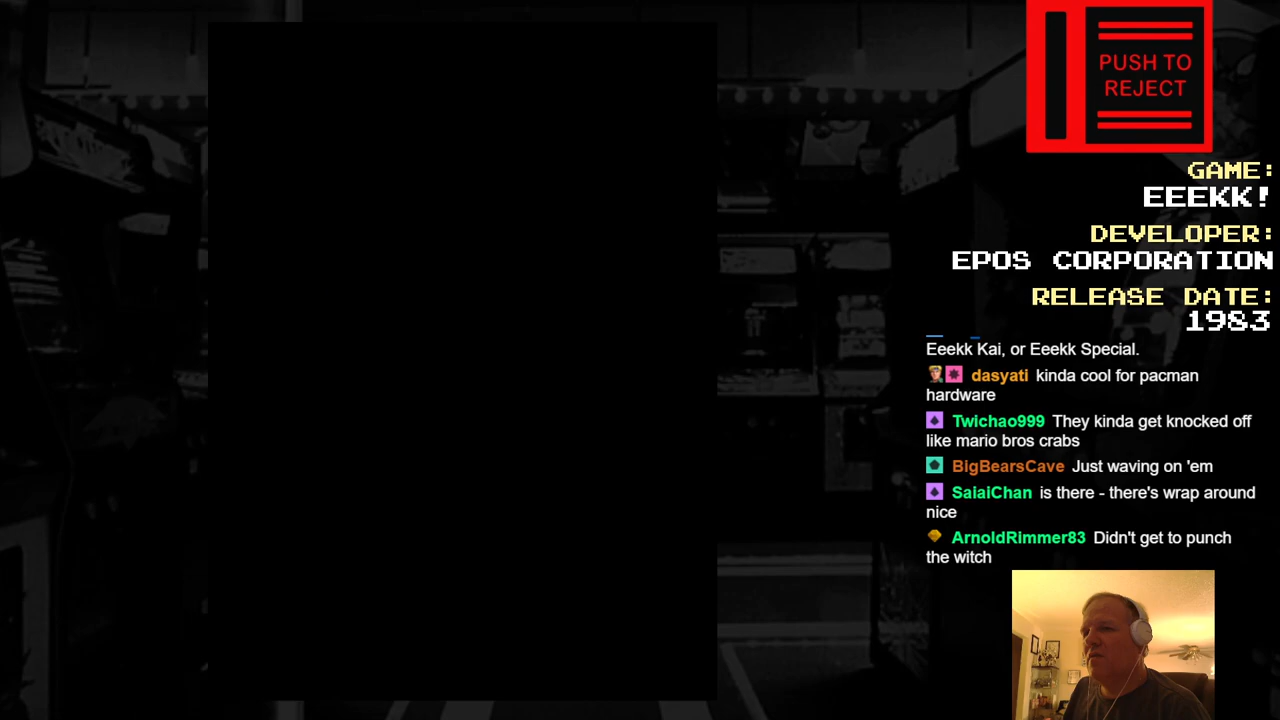 PUSH TO
REJECT
GAME:
EEEKK!
DEVELOPER:
EPOS CORPORATION
RELEASE DATE:
1983
Eeekk Kai, or Eeekk Special.
dasyati kinda cool for pacman
hardware
Twichao999 They kinda get knocked off
like mario bros crabs
BigBearsCave Just waving on 'em
SaiaiChan is there - there's wrap around
nice
ArnoldRimmer83 Didn't get to punch
the witch